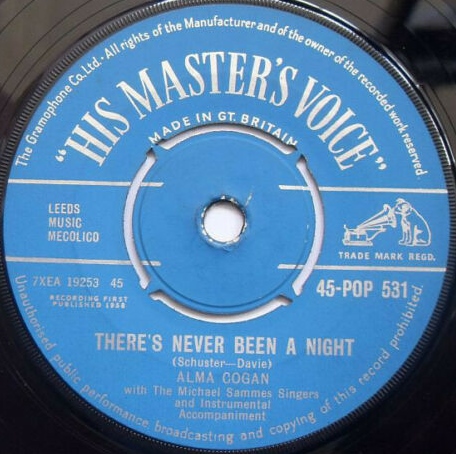 The Gramophone Co. Ltd. · All rights of the Manufacturer and of the owner of the recorded work reserved
"HIS MASTER'S VOICE"
MADE IN GT. BRITAIN
LEEDS
MUSIC
MECOLICO
TRADE MARK REGD.
7XEA 19253 45
RECORDING FIRST
PUBLISHED 1958
45-POP 531
THERE'S NEVER BEEN A NIGHT
(Schuster—Davie)
ALMA COGAN
with The Michael Sammes Singers
and Instrumental
Accompaniment
Unauthorised public performance, broadcasting and copying of this record prohibited.